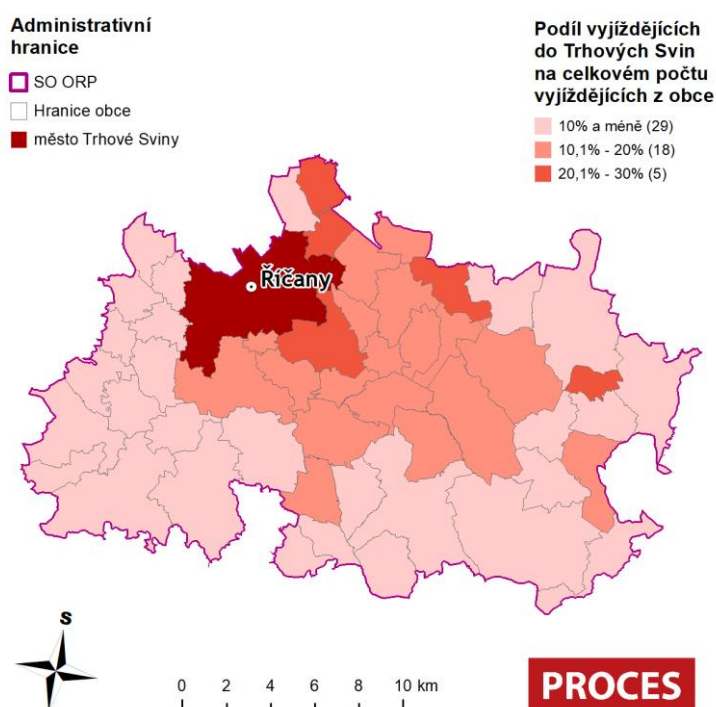 Administrativní
hranice
SO ORP
Hranice obce
město Trhové Sviny
Podíl vyjíždějících
do Trhových Svin
na celkovém počtu
vyjíždějících z obce
10% a méně (29)
10,1% - 20% (18)
20,1% - 30% (5)
Říčany
S
0 2 4 6 8 10 km
PROCES